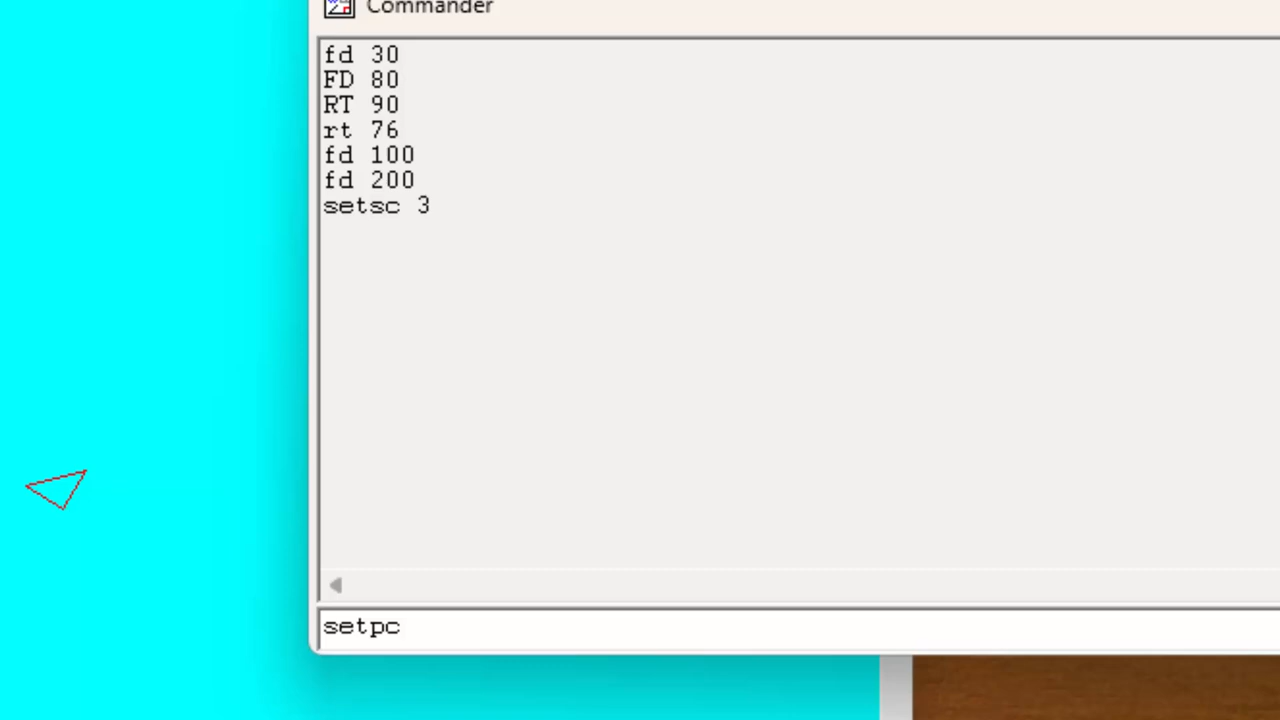 Commander
fd 30
FD 80
RT 90
rt 76
fd 100
fd 200
setsc 3
setpc